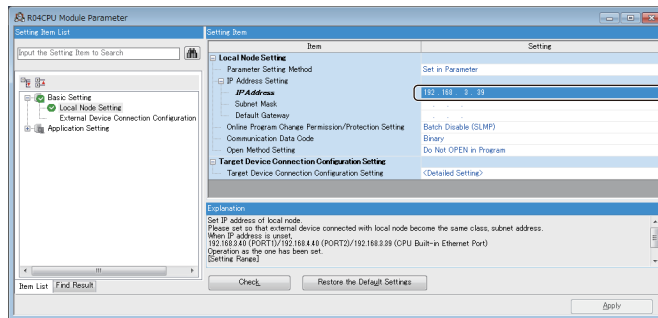 R04CPU Module Parameter
Setting Item List
Setting Item
Input the Setting Item to Search
Item Setting
Local Node Setting
Parameter Setting Method Set in Parameter
IP Address Setting
IP Address 192 . 168 . 3 . 39
Subnet Mask . . .
Default Gateway . . .
Online Program Change Permission/Protection Setting Batch Disable (SLMP)
Communication Data Code Binary
Open Method Setting Do Not OPEN in Program
Target Device Connection Configuration Setting
Target Device Connection Configuration Setting <Detailed Setting>
Basic Setting
Local Node Setting
External Device Connection Configuration
Application Setting
Explanation
Set IP address of local node.
Please set so that external device connected with local node become the same class, subnet address.
When IP address is unset,
192.168.3.40 (PORT1)/192.168.4.40 (PORT2)/192.168.3.39 (CPU Built-in Ethernet Port)
Operation as the one has been set.
[Setting Range]
Item List Find Result
Check Restore the Default Settings
Apply